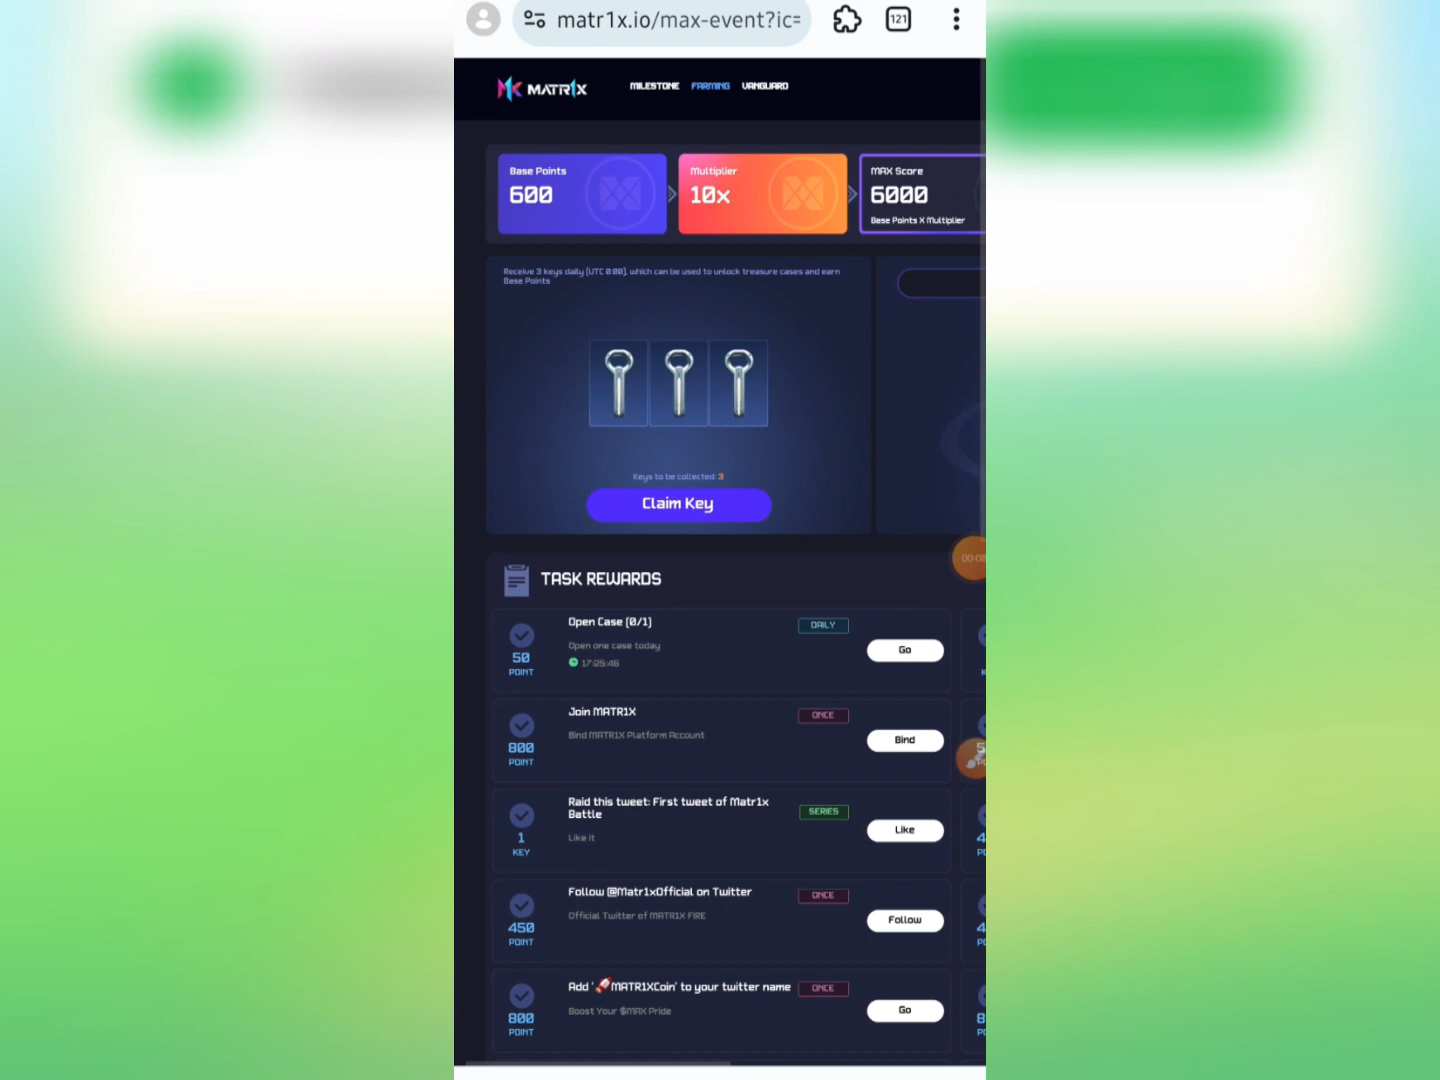 matr1x.io/max-event?ic=
121
MATR1X
MILESTONE
FARMING
VANGUARD
Base Points
600
Multiplier
10x
MAX Score
6000
Base Points X Multiplier
Receive 3 keys daily (UTC 0:00), which can be used to unlock treasure cases and earn
Base Points
Keys to be collected: 3
Claim Key
TASK REWARDS
Open Case (0/1)
DAILY
Open one case today
17:25:46
50
POINT
Go
Join MATR1X
ONCE
Bind MATR1X Platform Account
800
POINT
Bind
Raid this tweet: First tweet of Matr1x
Battle
SERIES
Like it
1
KEY
Like
Follow @Matr1xOfficial on Twitter
ONCE
Official Twitter of MATR1X FIRE
450
POINT
Follow
Add '🚀MATR1XCoin' to your twitter name
ONCE
Boost Your $MAX Pride
800
POINT
Go